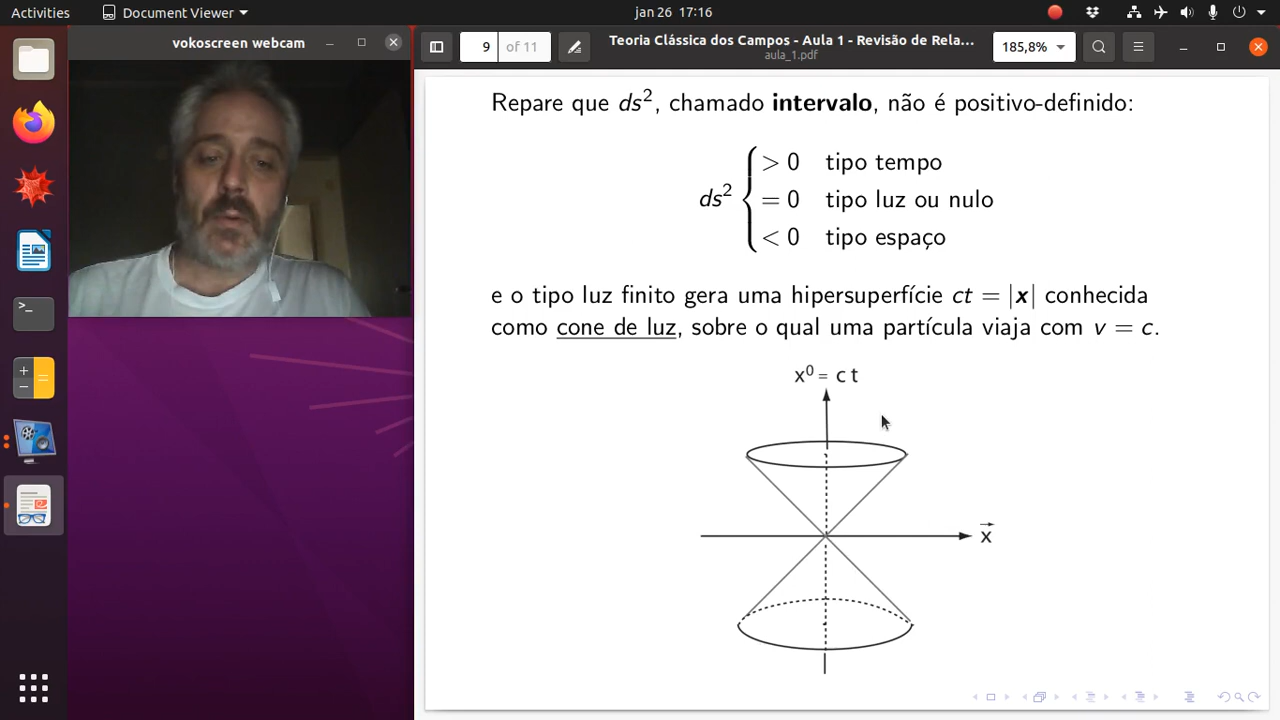 Activities
Document Viewer
jan 26 17:16
vokoscreen webcam
9 of 11
Teoria Clássica dos Campos - Aula 1 - Revisão de Rela…
aula_1.pdf
185,8%
Repare que ds², chamado intervalo, não é positivo-definido:
> 0 tipo tempo
ds² { = 0 tipo luz ou nulo
< 0 tipo espaço
e o tipo luz finito gera uma hipersuperfície ct = |x| conhecida
como cone de luz, sobre o qual uma partícula viaja com v = c.
x⁰ = c t
x⃗